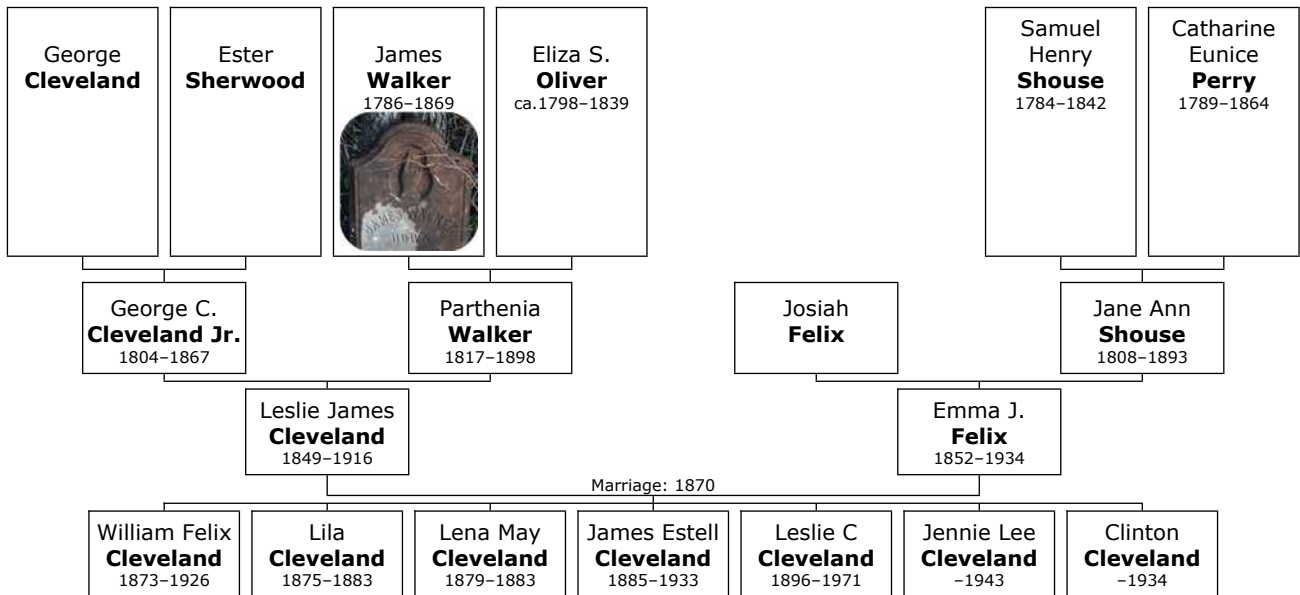 George
Cleveland
Ester
Sherwood
James
Walker
1786–1869
JAMES WALKER
Eliza S.
Oliver
ca.1798–1839
Samuel
Henry
Shouse
1784–1842
Catharine
Eunice
Perry
1789–1864
George C.
Cleveland Jr.
1804–1867
Parthenia
Walker
1817–1898
Josiah
Felix
Jane Ann
Shouse
1808–1893
Leslie James
Cleveland
1849–1916
Emma J.
Felix
1852–1934
Marriage: 1870
William Felix
Cleveland
1873–1926
Lila
Cleveland
1875–1883
Lena May
Cleveland
1879–1883
James Estell
Cleveland
1885–1933
Leslie C
Cleveland
1896–1971
Jennie Lee
Cleveland
–1943
Clinton
Cleveland
–1934